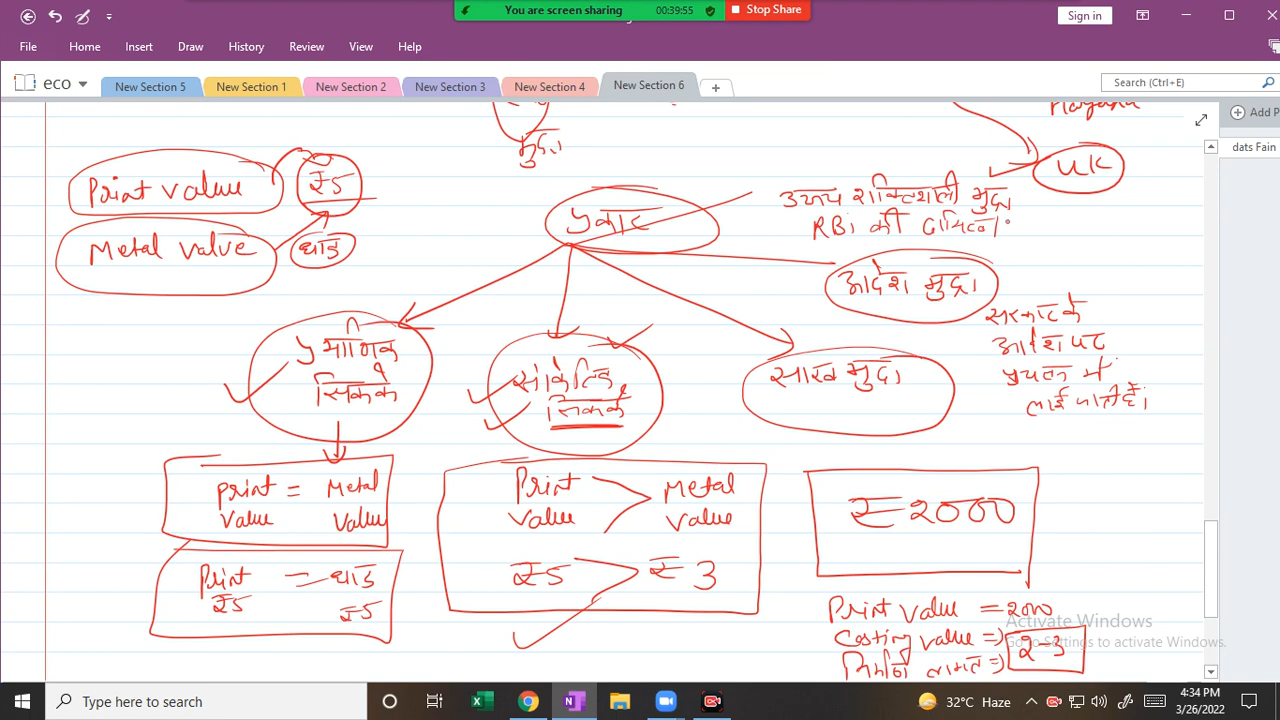 You are screen sharing 00:39:55 Stop Share
Sign in
File Home Insert Draw History Review View Help
eco New Section 5 New Section 1 New Section 2 New Section 3 New Section 4 New Section 6
Search (Ctrl+E)
Add P
dats Fain
Haryana
मुद्रा
UK
Print value ₹5
Metal value धातु
प्रकार
उच्च शक्तिशाली मुद्रा
RBI की
आदेश मुद्रा
सरकार के
आदेश पर
प्रचलन में
लाई जाती है।
प्रमाणिक
सिक्के
सांकेतिक
सिक्के
साख मुद्रा
Print = Metal
value value
Print = धातु
₹5 ₹5
Print > Metal
value value
₹5 > ₹3
₹2000
Print value = 2000
Costing value ⇒ 2-3
निर्माण लागत ⇒
Activate Windows
Go to Settings to activate Windows.
Type here to search
32°C Haze
4:34 PM
3/26/2022